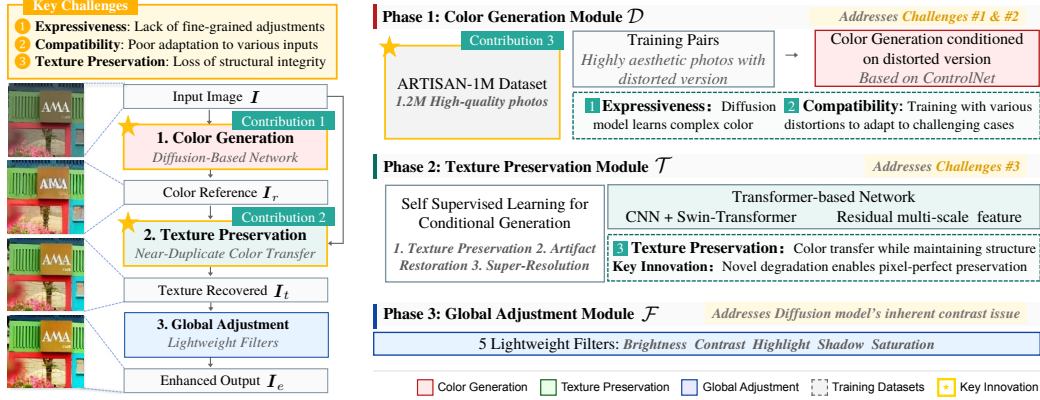 Key Challenges
1 Expressiveness: Lack of fine-grained adjustments
2 Compatibility: Poor adaptation to various inputs
3 Texture Preservation: Loss of structural integrity
AMA
Input Image I
Contribution 1
1. Color Generation
Diffusion-Based Network
AMA
Color Reference I_r
Contribution 2
2. Texture Preservation
Near-Duplicate Color Transfer
AMA
Texture Recovered I_t
3. Global Adjustment
Lightweight Filters
AMA
Enhanced Output I_e
Phase 1: Color Generation Module D
Addresses Challenges #1 & #2
Contribution 3
ARTISAN-1M Dataset
1.2M High-quality photos
Training Pairs
Highly aesthetic photos with
distorted version
Color Generation conditioned
on distorted version
Based on ControlNet
1 Expressiveness: Diffusion
model learns complex color
2 Compatibility: Training with various
distortions to adapt to challenging cases
Phase 2: Texture Preservation Module T
Addresses Challenges #3
Self Supervised Learning for
Conditional Generation
1. Texture Preservation 2. Artifact
Restoration 3. Super-Resolution
Transformer-based Network
CNN + Swin-Transformer Residual multi-scale feature
3 Texture Preservation: Color transfer while maintaining structure
Key Innovation: Novel degradation enables pixel-perfect preservation
Phase 3: Global Adjustment Module F
Addresses Diffusion model's inherent contrast issue
5 Lightweight Filters: Brightness Contrast Highlight Shadow Saturation
Color Generation
Texture Preservation
Global Adjustment
Training Datasets
Key Innovation